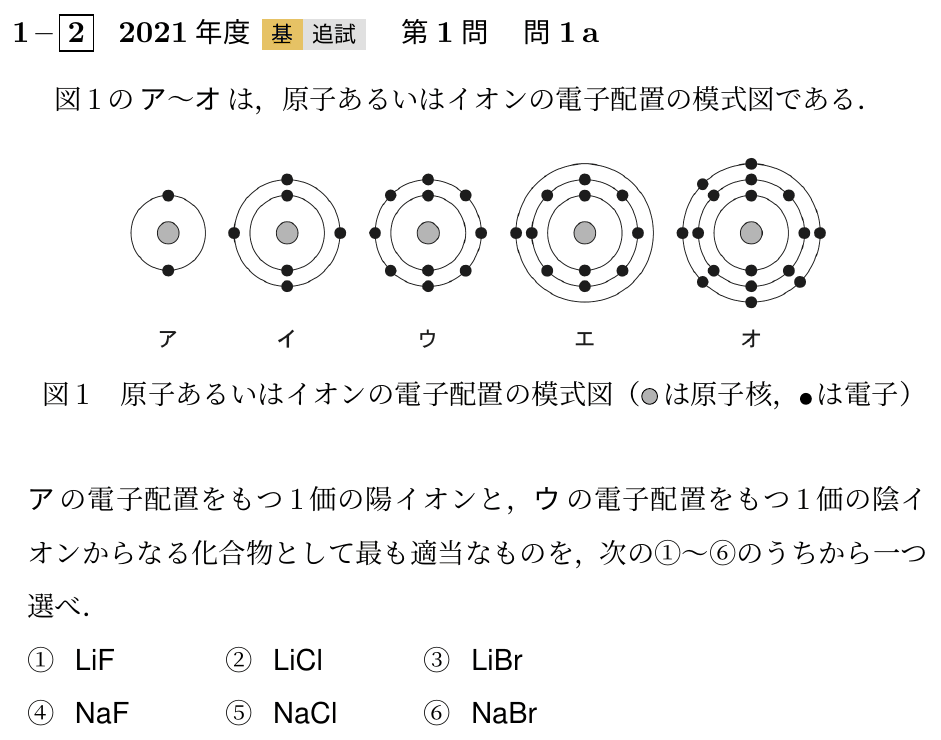 1－2 2021 年度 基 追試 第 1 問 問 1 a
図 1 の ア～オ は，原子あるいはイオンの電子配置の模式図である．
ア イ ウ エ オ
図 1 原子あるいはイオンの電子配置の模式図（は原子核，●は電子）
ア の電子配置をもつ 1 価の陽イオンと，ウ の電子配置をもつ 1 価の陰イ
オンからなる化合物として最も適当なものを，次の①～⑥のうちから一つ
選べ．
① LiF ② LiCl ③ LiBr
④ NaF ⑤ NaCl ⑥ NaBr